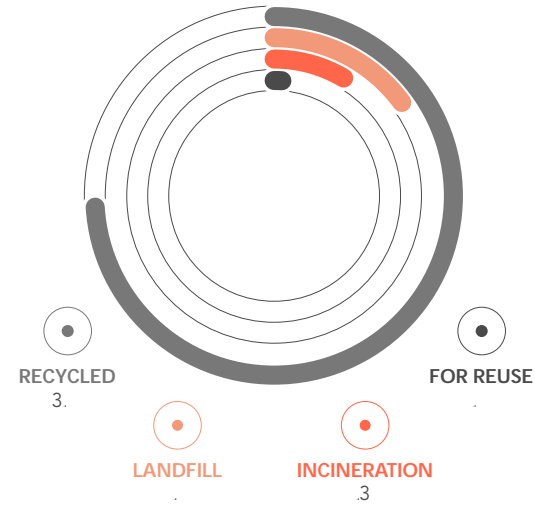 RECYCLED
3.
FOR REUSE
.
LANDFILL
.
INCINERATION
.3